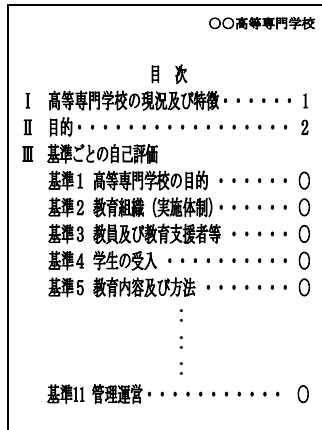 ○○高等専門学校
目 次
Ⅰ 高等専門学校の現況及び特徴・・・・・・ 1
Ⅱ 目的・・・・・・・・・・・・・・・・・ 2
Ⅲ 基準ごとの自己評価
基準1 高等専門学校の目的 ・・・・・・ ○
基準2 教育組織（実施体制）・・・・・・ ○
基準3 教員及び教育支援者等 ・・・・・ ○
基準4 学生の受入 ・・・・・・・・・・ ○
基準5 教育内容及び方法 ・・・・・・・ ○
：
：
：
基準11 管理運営・・・・・・・・・・・ ○